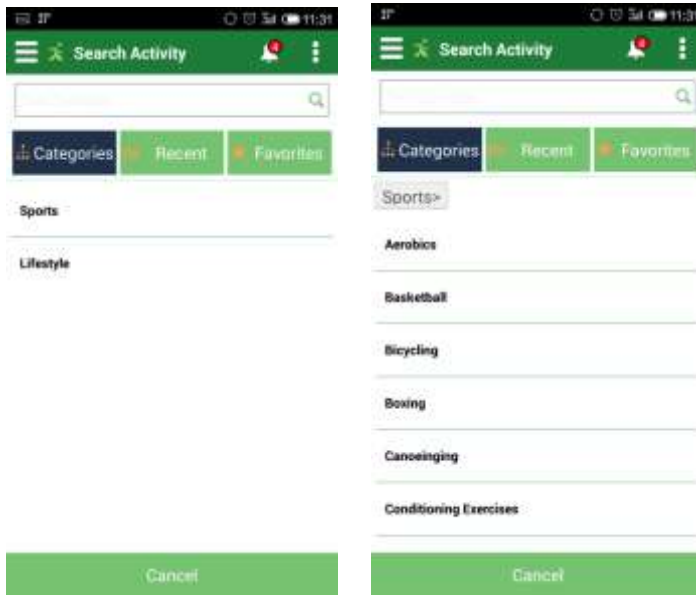 11:31
Search Activity
Categories Recent Favorites
Sports
Lifestyle
Cancel
11:31
Search Activity
Categories Recent Favorites
Sports>
Aerobics
Basketball
Bicycling
Boxing
Canoeinging
Conditioning Exercises
Cancel